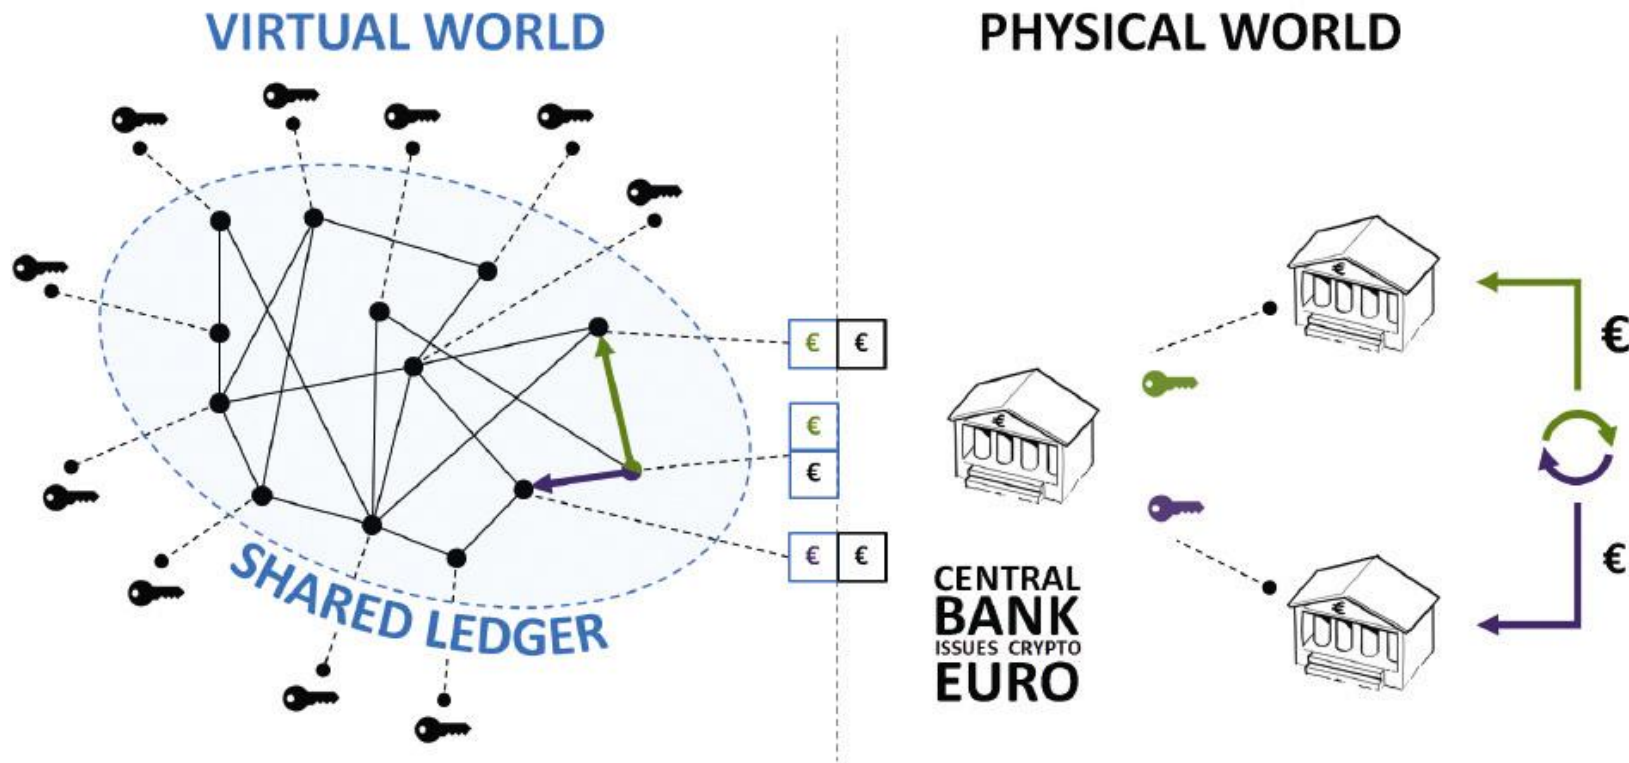 VIRTUAL WORLD
PHYSICAL WORLD
SHARED LEDGER
€ €
€
€
€ €
€
€
€
€
€
CENTRAL
BANK
ISSUES CRYPTO
EURO